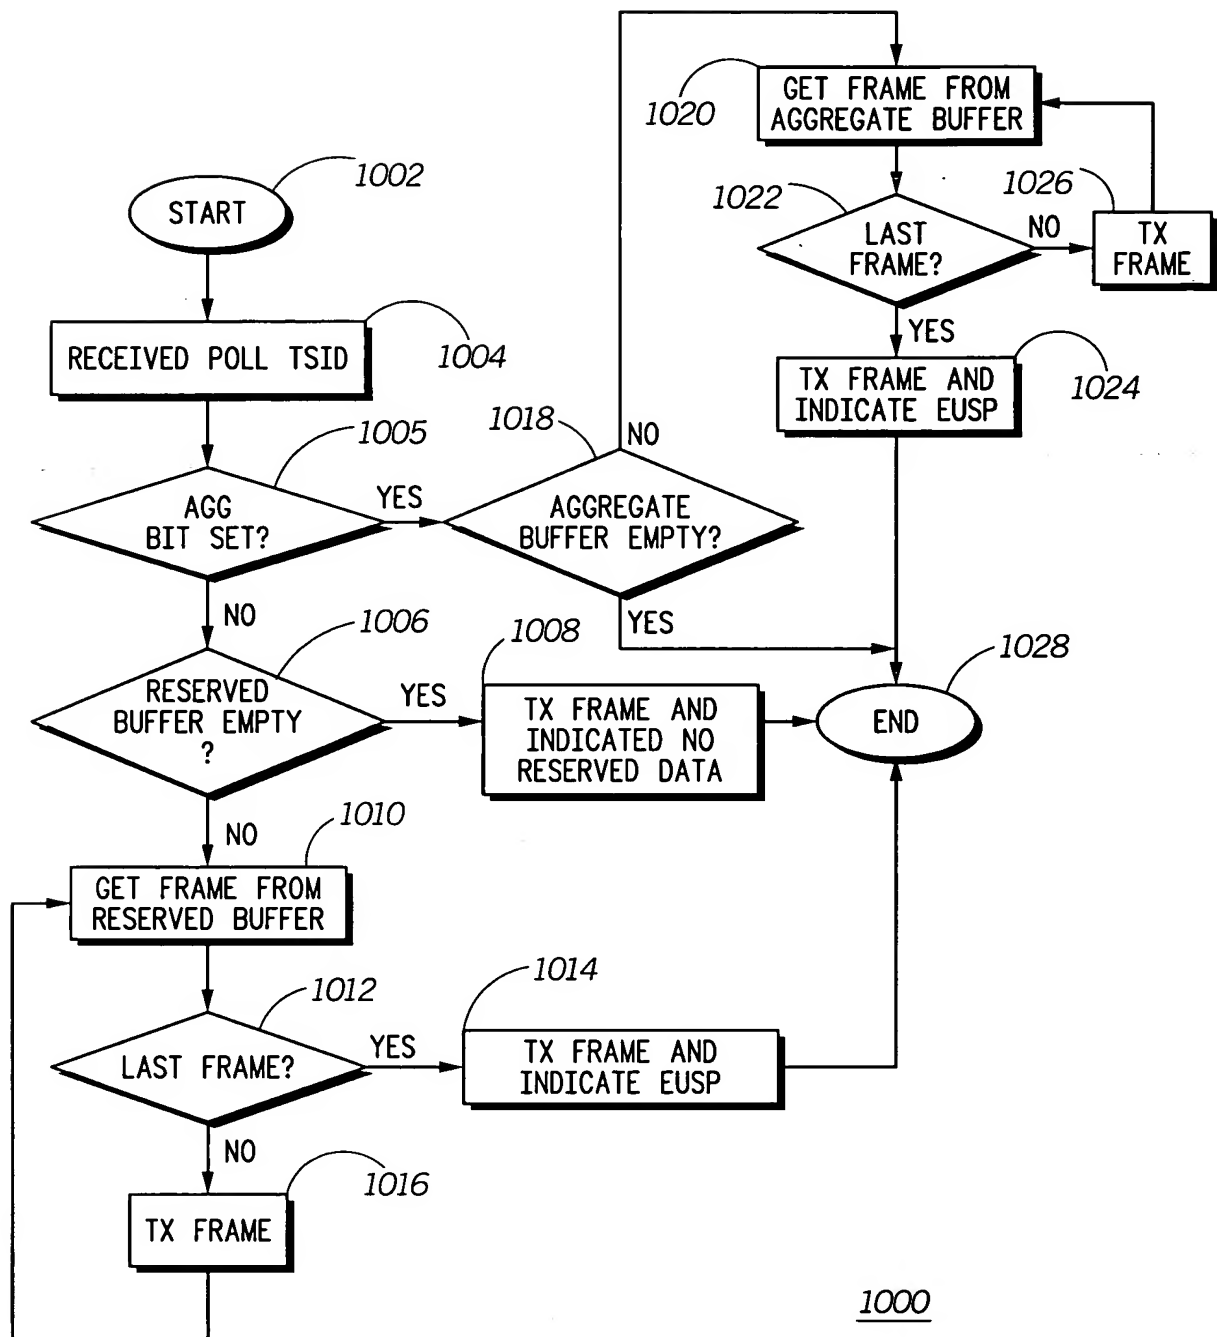 GET FRAME FROM
AGGREGATE BUFFER
1020
1002
START
1022
LAST
FRAME?
NO
1026
TX
FRAME
RECEIVED POLL TSID
1004
YES
TX FRAME AND
INDICATE EUSP
1024
1005
AGG
BIT SET?
YES
1018
NO
AGGREGATE
BUFFER EMPTY?
NO
YES
1006
RESERVED
BUFFER EMPTY
?
YES
1008
TX FRAME AND
INDICATED NO
RESERVED DATA
1028
END
NO
1010
GET FRAME FROM
RESERVED BUFFER
1012
LAST FRAME?
YES
1014
TX FRAME AND
INDICATE EUSP
NO
1016
TX FRAME
1000